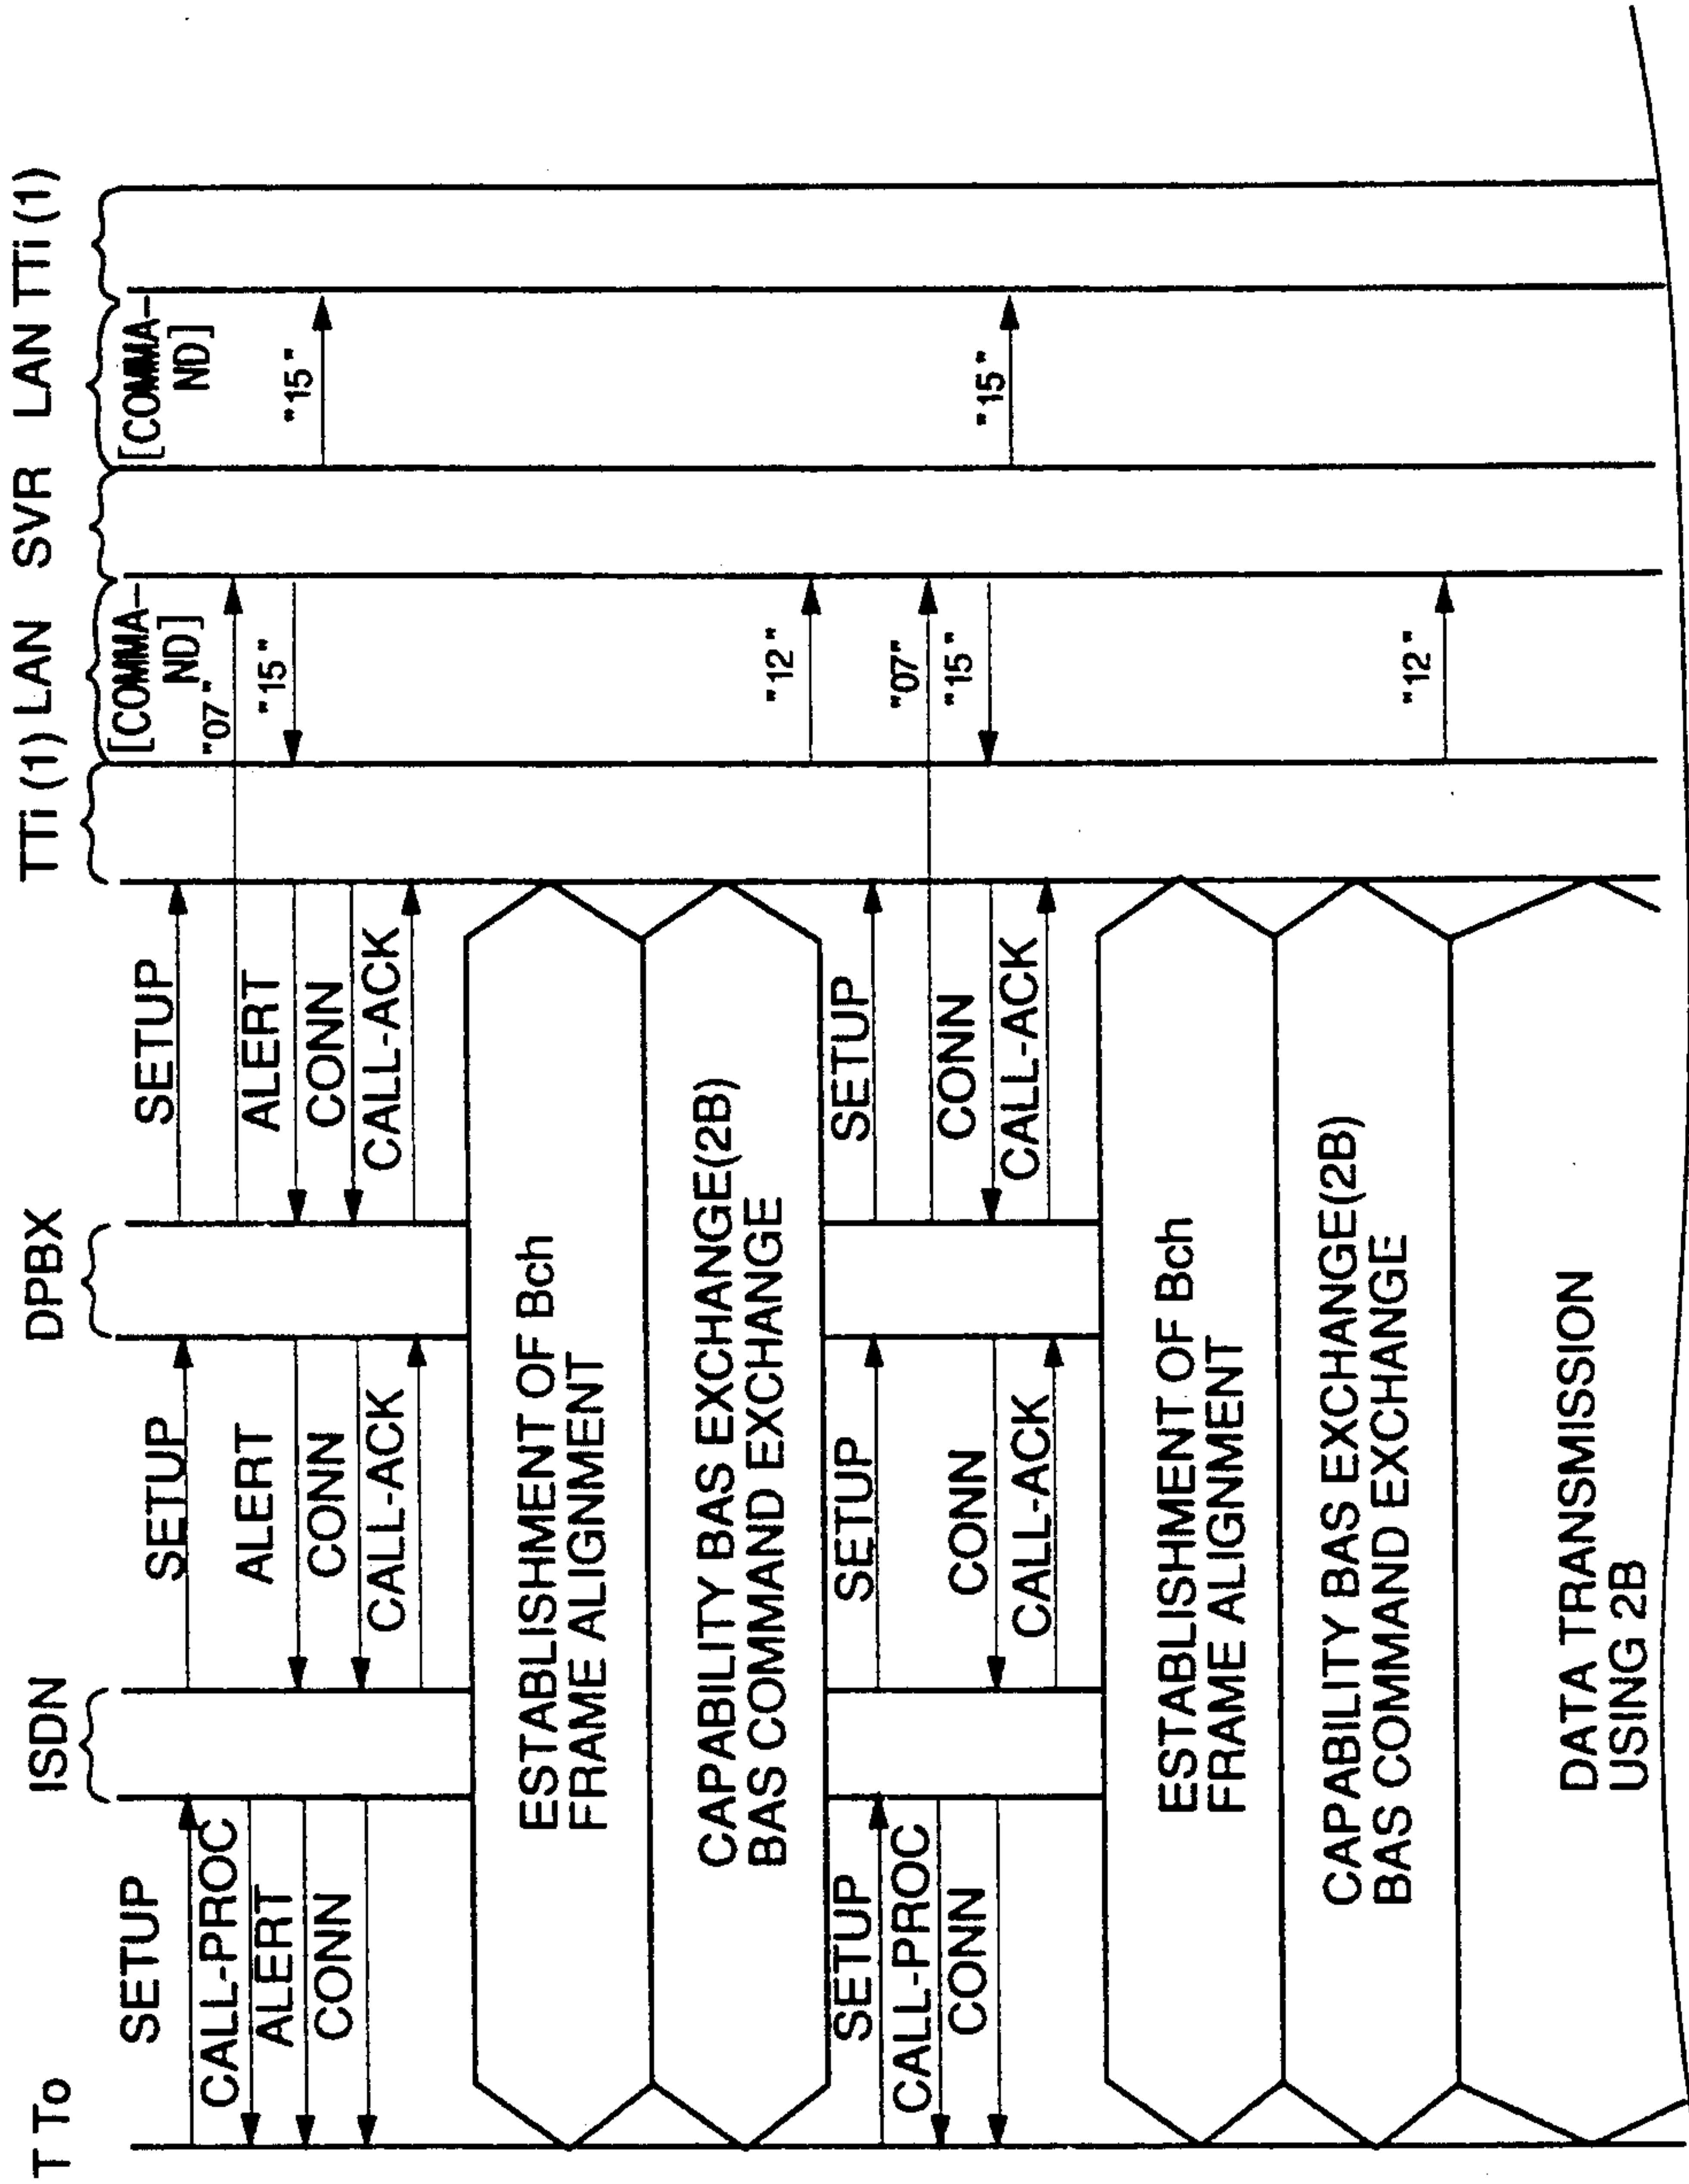 T To
ISDN
DPBX
TTi (1)
LAN
SVR
LAN
TTi (1)
[COMMA-
ND]
[COMMA-
ND]
SETUP
SETUP
SETUP
CALL-PROC
"07"
ALERT
ALERT
ALERT
"15"
"15"
CONN
CONN
CONN
CALL-ACK
CALL-ACK
ESTABLISHMENT OF Bch
FRAME ALIGNMENT
CAPABILITY BAS EXCHANGE(2B)
BAS COMMAND EXCHANGE
"12"
SETUP
SETUP
SETUP
CALL-PROC
"07"
CONN
CONN
CONN
"15"
"15"
CALL-ACK
CALL-ACK
ESTABLISHMENT OF Bch
FRAME ALIGNMENT
CAPABILITY BAS EXCHANGE(2B)
BAS COMMAND EXCHANGE
"12"
DATA TRANSMISSION
USING 2B